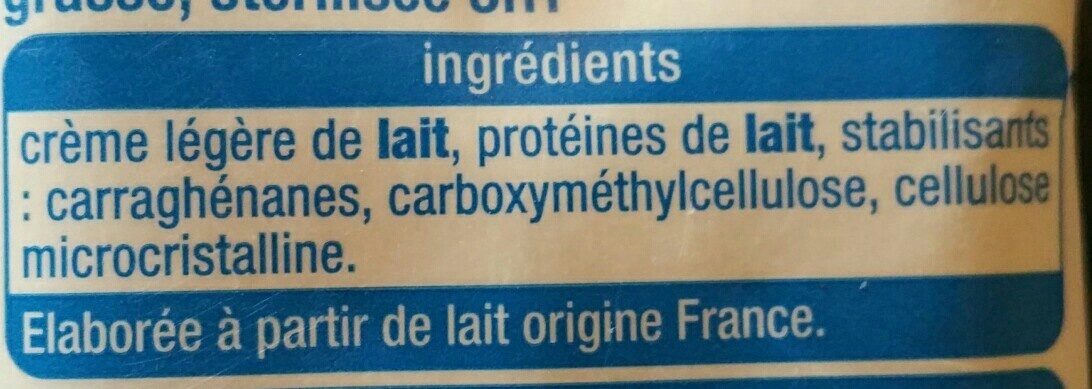 ingrédients
crème légère de lait, protéines de lait, stabilisants
: carraghénanes, carboxyméthylcellulose, cellulose
microcristalline.
Elaborée à partir de lait origine France.